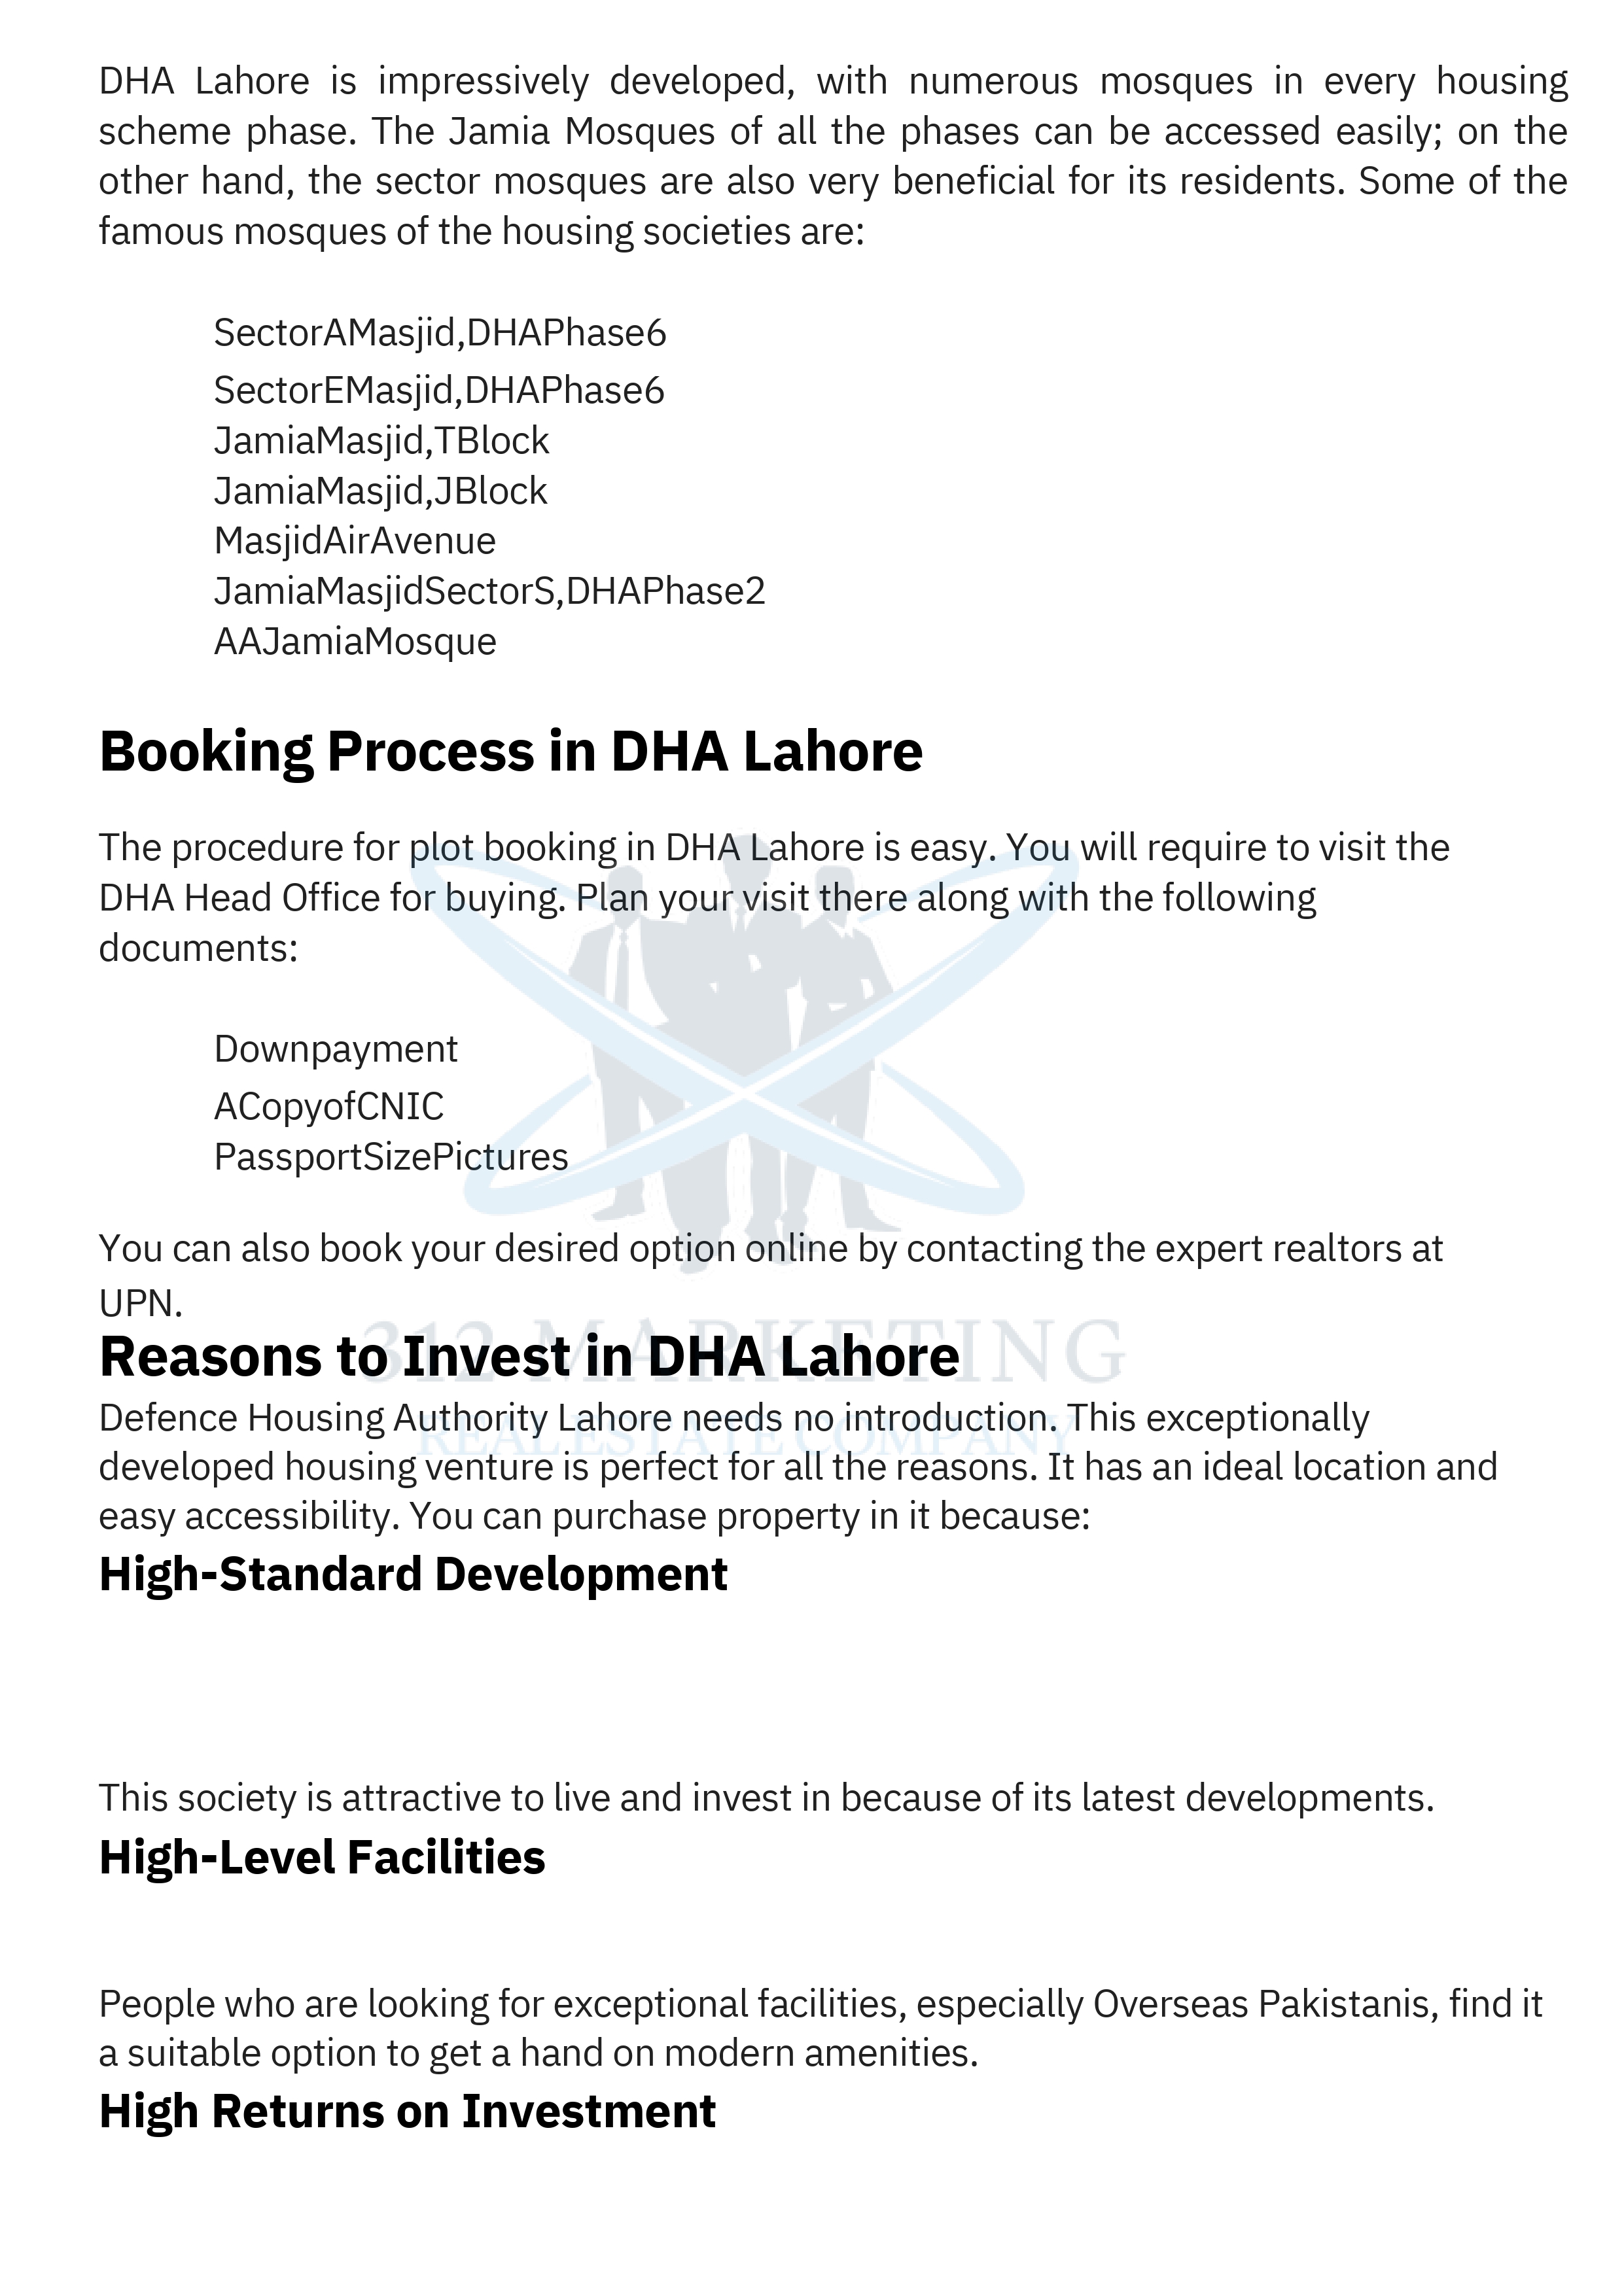 DHA Lahore is impressively developed, with numerous mosques in every housing
scheme phase. The Jamia Mosques of all the phases can be accessed easily; on the
other hand, the sector mosques are also very beneficial for its residents. Some of the
famous mosques of the housing societies are:
SectorAMasjid,DHAPhase6
SectorEMasjid,DHAPhase6
JamiaMasjid,TBlock
JamiaMasjid,JBlock
MasjidAirAvenue
JamiaMasjidSectorS,DHAPhase2
AAJamiaMosque
Booking Process in DHA Lahore
The procedure for plot booking in DHA Lahore is easy. You will require to visit the
DHA Head Office for buying. Plan your visit there along with the following
documents:
Downpayment
ACopyofCNIC
PassportSizePictures
You can also book your desired option online by contacting the expert realtors at
UPN.
312 MARKETING
Reasons to Invest in DHA Lahore
REAL ESTATE COMPANY
Defence Housing Authority Lahore needs no introduction. This exceptionally
developed housing venture is perfect for all the reasons. It has an ideal location and
easy accessibility. You can purchase property in it because:
High-Standard Development
This society is attractive to live and invest in because of its latest developments.
High-Level Facilities
People who are looking for exceptional facilities, especially Overseas Pakistanis, find it
a suitable option to get a hand on modern amenities.
High Returns on Investment